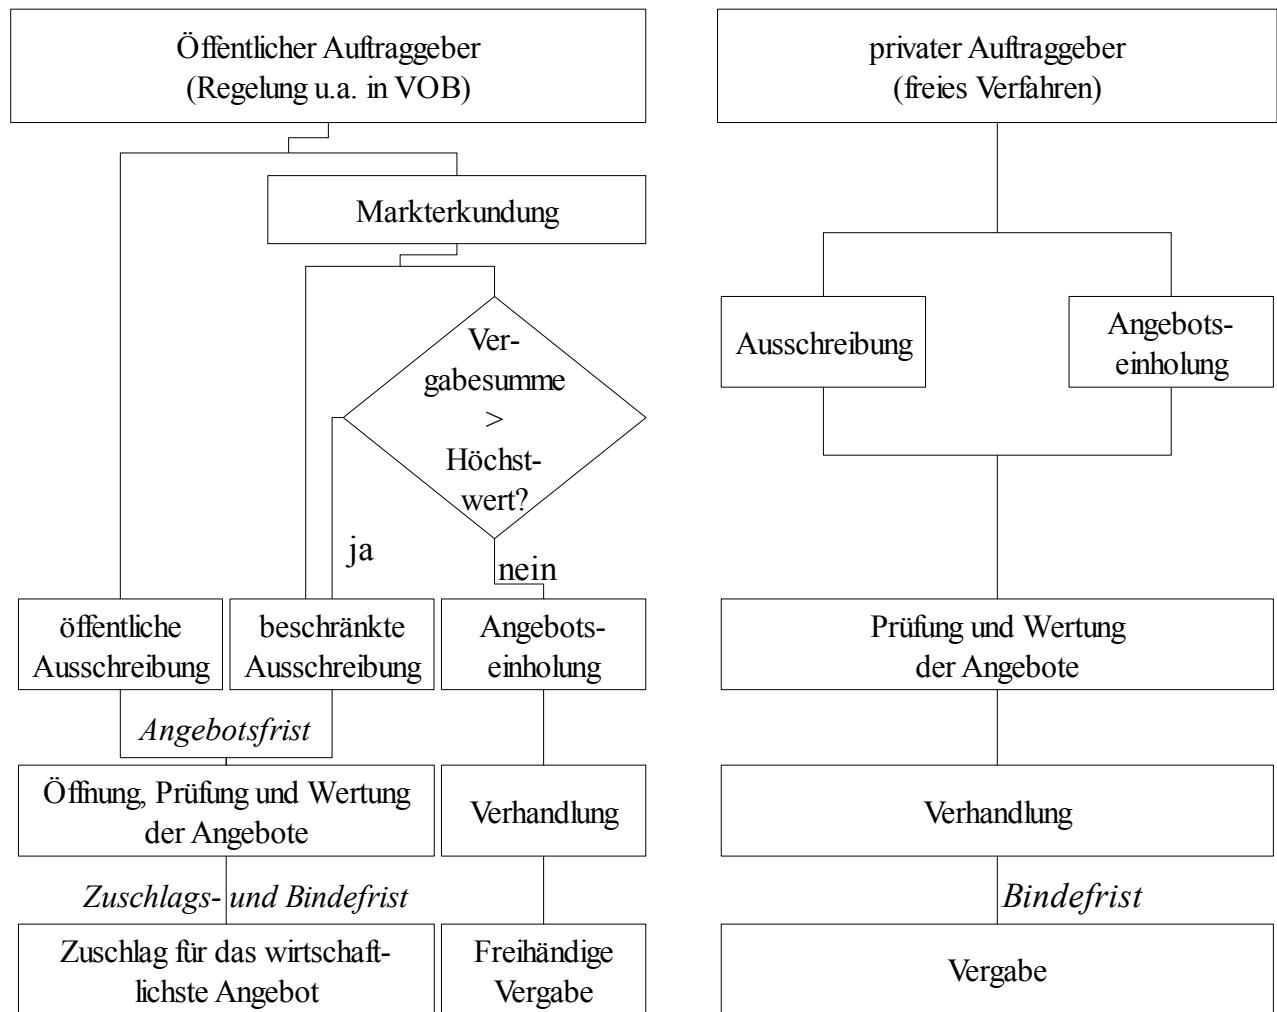 Öffentlicher Auftraggeber
(Regelung u.a. in VOB)
privater Auftraggeber
(freies Verfahren)
Markterkundung
Ver-
gabesumme
>
Höchst-
wert?
ja
nein
Ausschreibung
Angebots-
einholung
öffentliche
Ausschreibung
beschränkte
Ausschreibung
Angebots-
einholung
Prüfung und Wertung
der Angebote
Angebotsfrist
Öffnung, Prüfung und Wertung
der Angebote
Verhandlung
Verhandlung
Zuschlags- und Bindefrist
Bindefrist
Zuschlag für das wirtschaft-
lichste Angebot
Freihändige
Vergabe
Vergabe